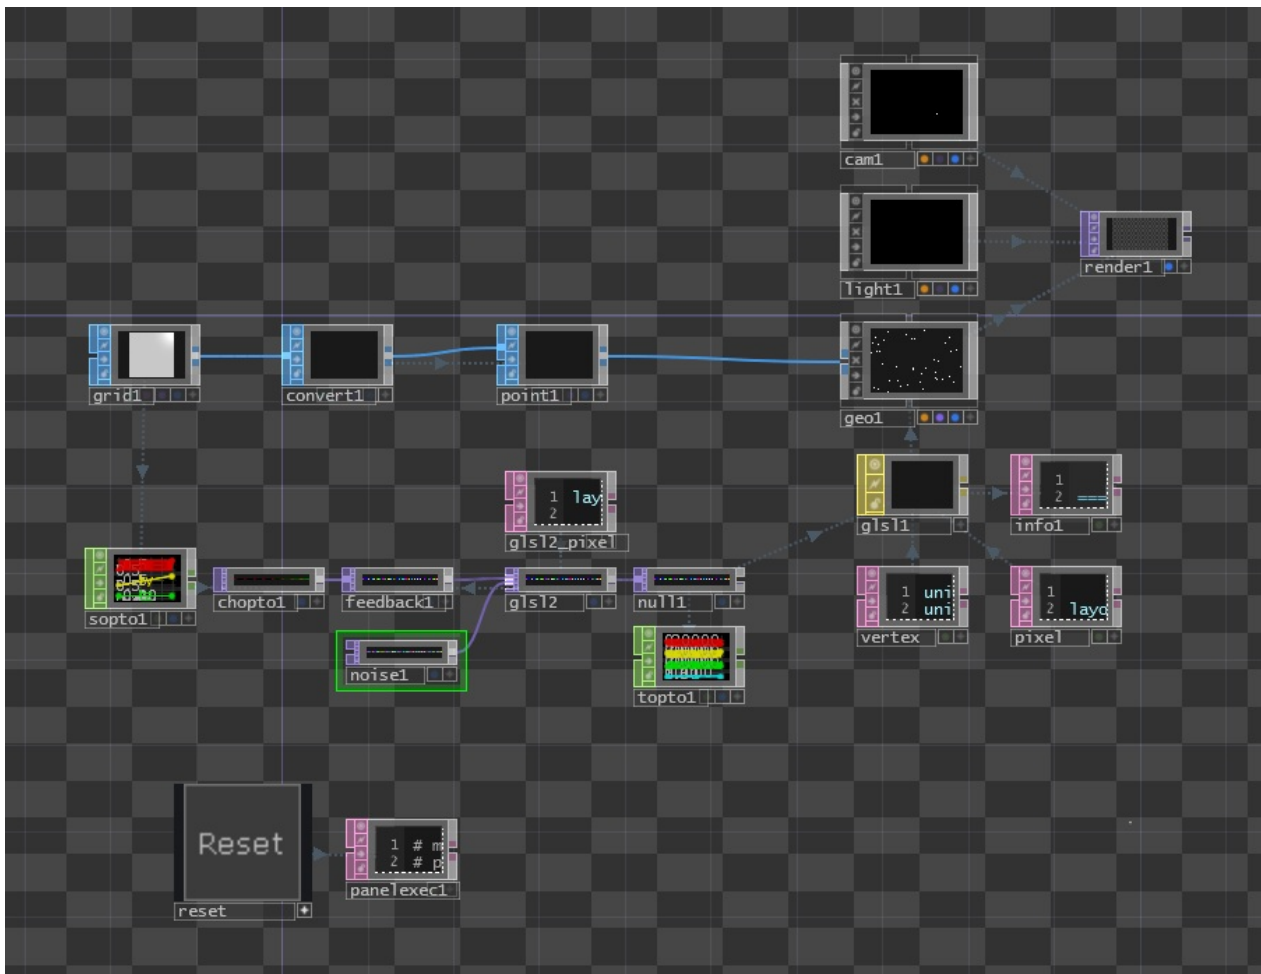 cam1
light1
render1
grid1
convert1
point1
geo1
1 lay
2
glsl2_pixel
glsl1
1
2 ===
info1
sopto1
chopto1
feedback1
glsl2
null1
1 uni
2 uni
vertex
1
2 layo
pixel
noise1
topto1
Reset
reset
1 # m
2 # p
panelexec1